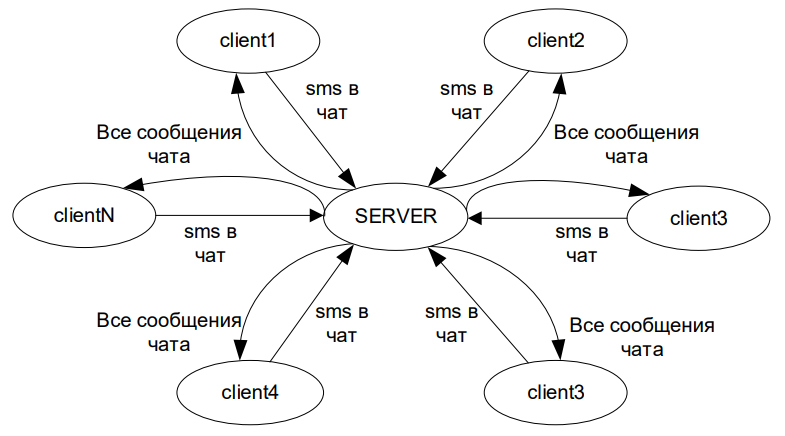 client1
client2
sms в
чат
sms в
чат
Все сообщения
чата
Все сообщения
чата
clientN
SERVER
client3
sms в
чат
sms в
чат
Все сообщения
чата
sms в
чат
sms в
чат
Все сообщения
чата
client4
client3